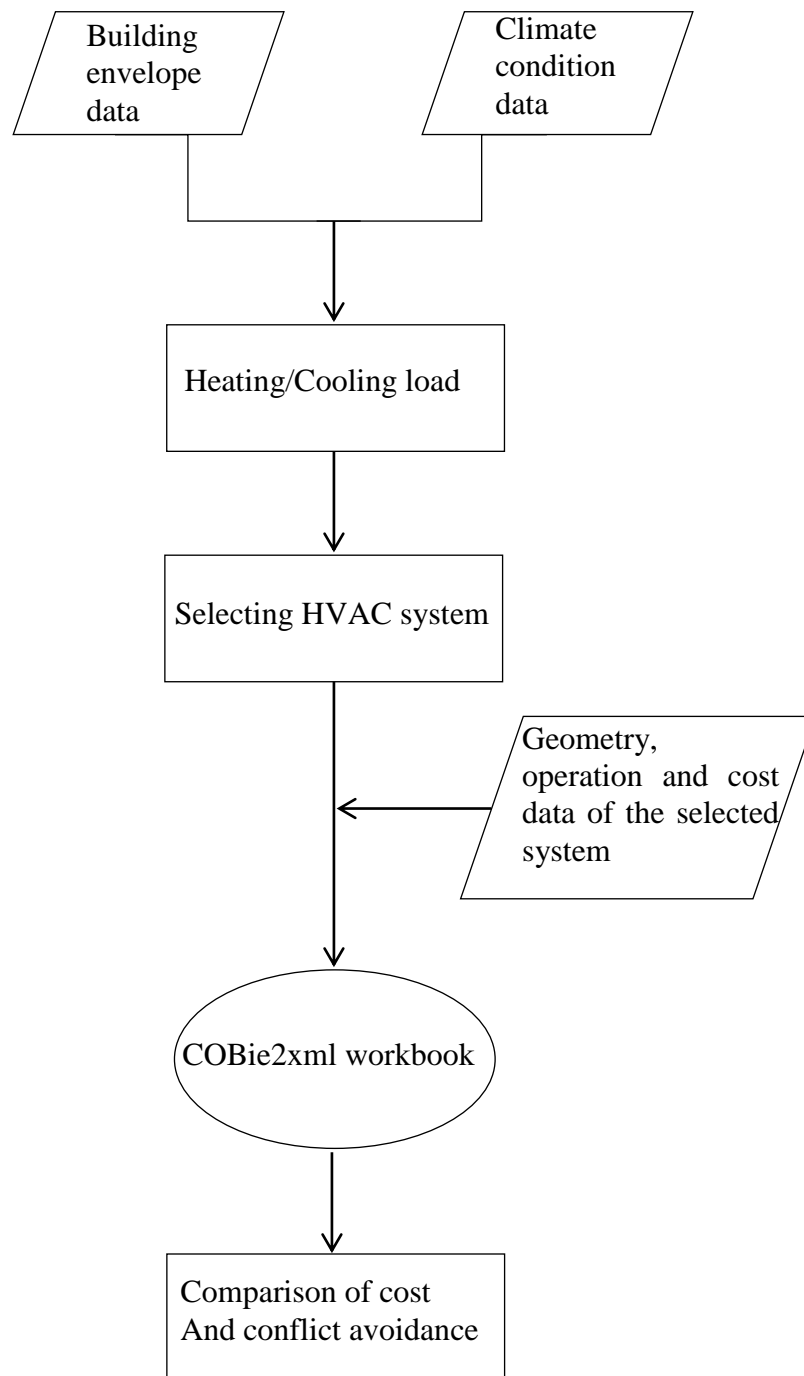 Building
envelope
data
Climate
condition
data
Heating/Cooling load
Selecting HVAC system
Geometry,
operation and cost
data of the selected
system
COBie2xml workbook
Comparison of cost
And conflict avoidance